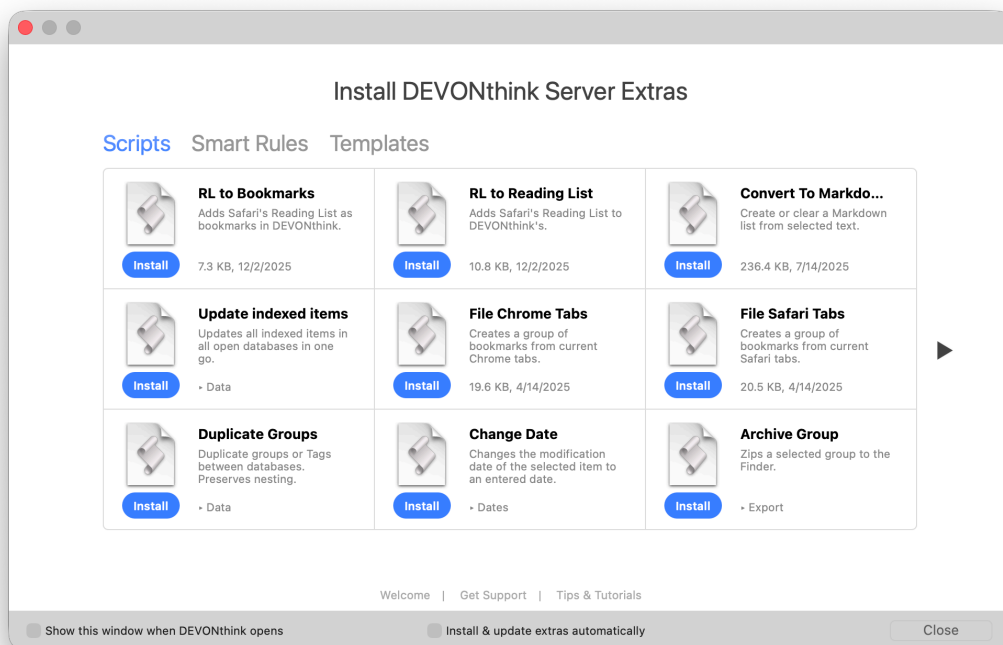 Install DEVONthink Server Extras
Scripts Smart Rules Templates
RL to Bookmarks
Adds Safari's Reading List as
bookmarks in DEVONthink.
Install
7.3 KB, 12/2/2025
RL to Reading List
Adds Safari's Reading List to
DEVONthink's.
Install
10.8 KB, 12/2/2025
Convert To Markdo...
Create or clear a Markdown
list from selected text.
Install
236.4 KB, 7/14/2025
Update indexed items
Updates all indexed items in
all open databases in one
go.
Install
▸ Data
File Chrome Tabs
Creates a group of
bookmarks from current
Chrome tabs.
Install
19.6 KB, 4/14/2025
File Safari Tabs
Creates a group of
bookmarks from current
Safari tabs.
Install
20.5 KB, 4/14/2025
Duplicate Groups
Duplicate groups or Tags
between databases.
Preserves nesting.
Install
▸ Data
Change Date
Changes the modification
date of the selected item to
an entered date.
Install
▸ Dates
Archive Group
Zips a selected group to the
Finder.
Install
▸ Export
Welcome | Get Support | Tips & Tutorials
Show this window when DEVONthink opens
Install & update extras automatically
Close